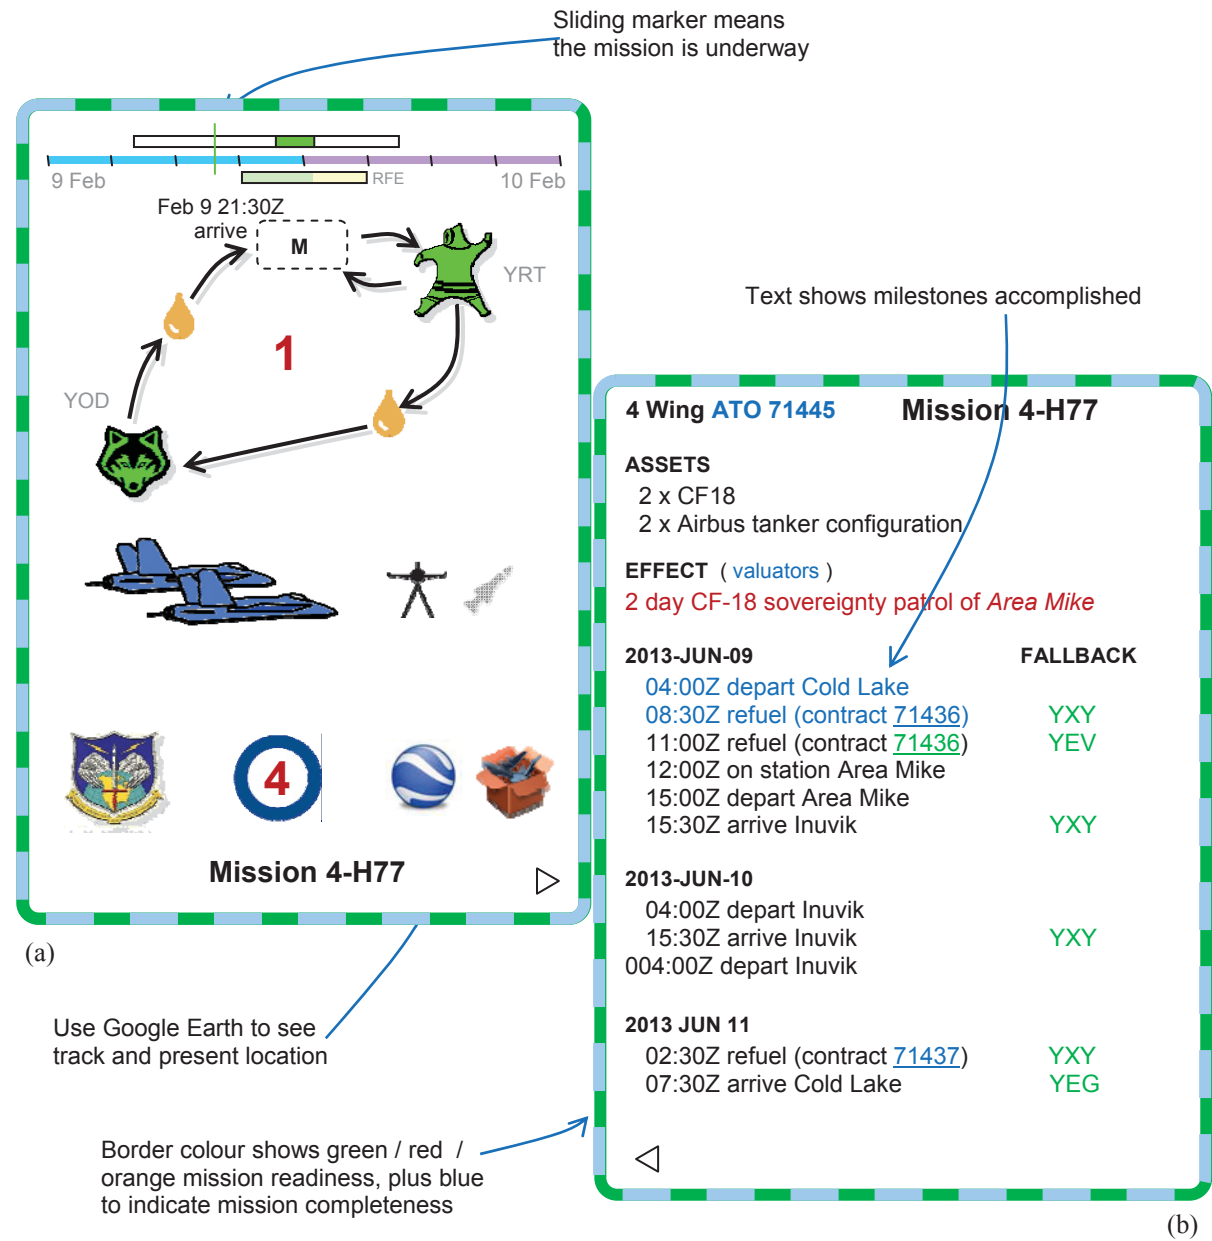 Sliding marker means
the mission is underway
9 Feb
RFE
10 Feb
Feb 9 21:30Z
arrive
M
YRT
1
YOD
4
Mission 4-H77
(a)
Use Google Earth to see
track and present location
Border colour shows green / red /
orange mission readiness, plus blue
to indicate mission completeness
Text shows milestones accomplished
4 Wing ATO 71445 Mission 4-H77
ASSETS
2 x CF18
2 x Airbus tanker configuration
EFFECT ( valuators )
2 day CF-18 sovereignty patrol of Area Mike
2013-JUN-09 FALLBACK
04:00Z depart Cold Lake
08:30Z refuel (contract 71436) YXY
11:00Z refuel (contract 71436) YEV
12:00Z on station Area Mike
15:00Z depart Area Mike
15:30Z arrive Inuvik YXY
2013-JUN-10
04:00Z depart Inuvik
15:30Z arrive Inuvik YXY
004:00Z depart Inuvik
2013 JUN 11
02:30Z refuel (contract 71437) YXY
07:30Z arrive Cold Lake YEG
(b)